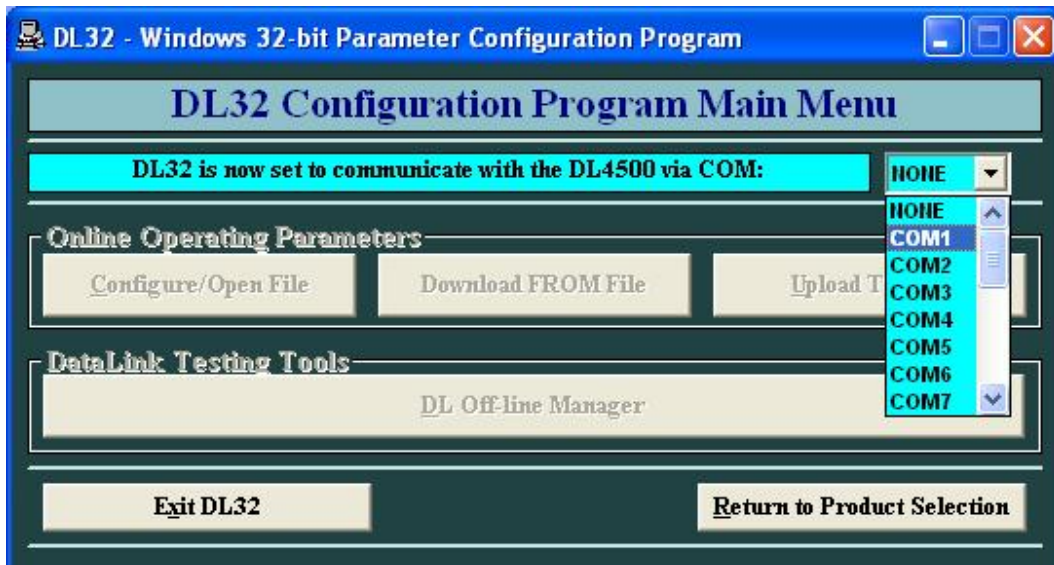 DL32 - Windows 32-bit Parameter Configuration Program
DL32 Configuration Program Main Menu
DL32 is now set to communicate with the DL4500 via COM:
NONE
NONE
COM1
COM2
COM3
COM4
COM5
COM6
COM7
Online Operating Parameters
Configure/Open File
Download FROM File
Upload T
DataLink Testing Tools
DL Off-line Manager
Exit DL32
Return to Product Selection